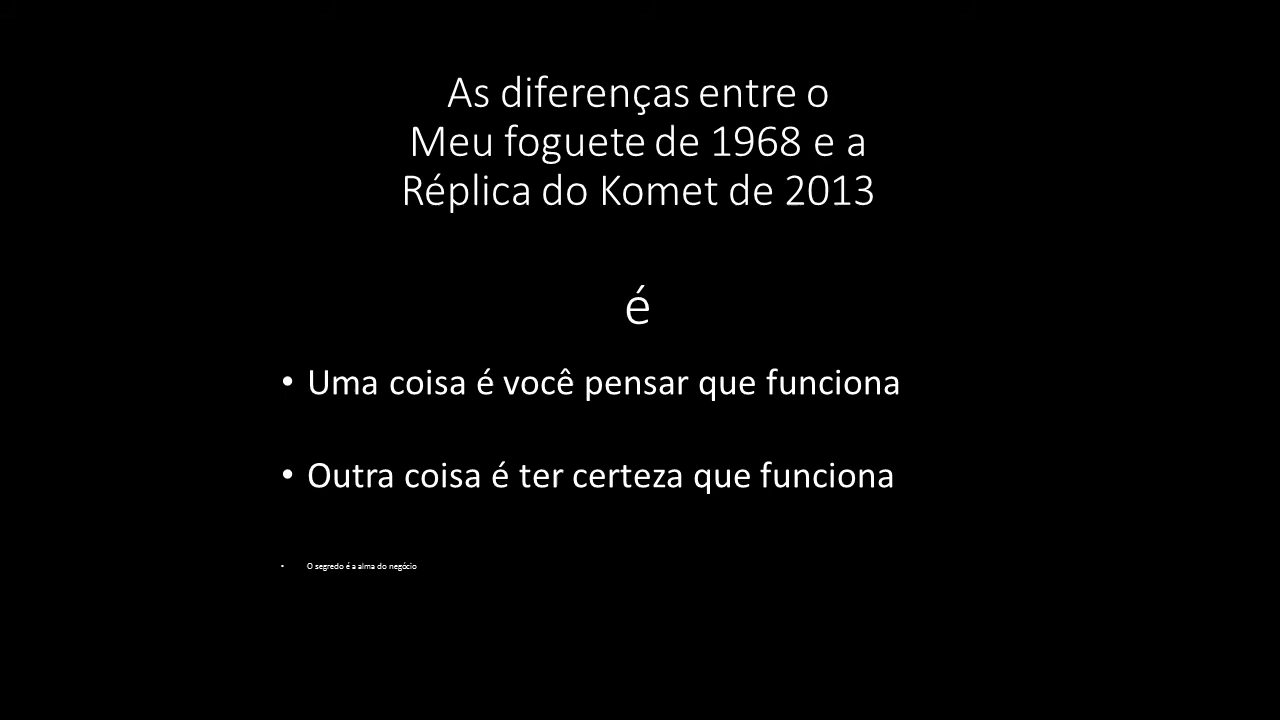 As diferenças entre o
Meu foguete de 1968 e a
Réplica do Komet de 2013
é
• Uma coisa é você pensar que funciona
• Outra coisa é ter certeza que funciona
• O segredo é a alma do negócio